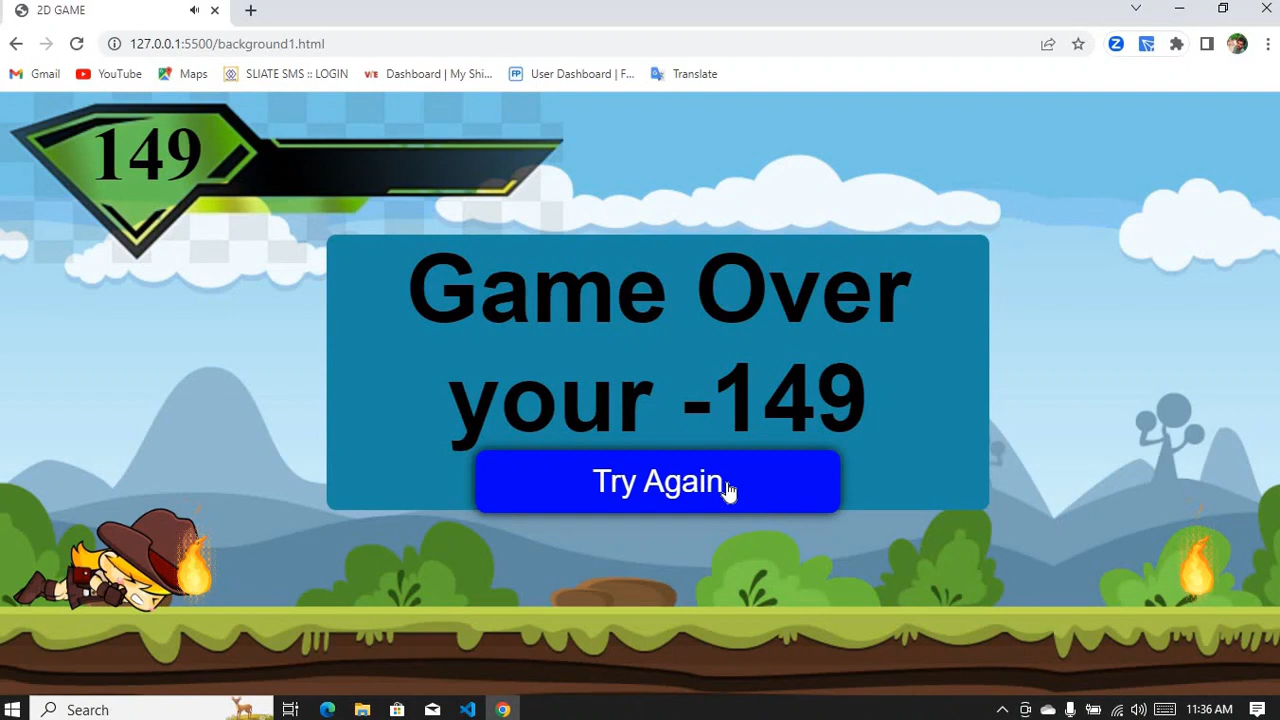 2D GAME
127.0.0.1:5500/background1.html
Gmail YouTube Maps SLIATE SMS :: LOGIN Dashboard | My Shi... User Dashboard | F... Translate
149
Game Over
your -149
Try Again
Search 11:36 AM